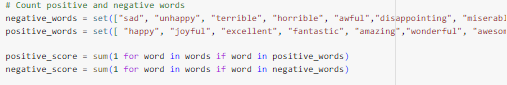 # Count positive and negative words
negative_words = set(["sad", "unhappy", "terrible", "horrible", "awful","disappointing",
positive_words = set([ "happy", "joyful", "excellent", "fantastic", "amazing","wonderful",
positive_score = sum(1 for word in words if word in positive_words)
negative_score = sum(1 for word in words if word in negative_words)